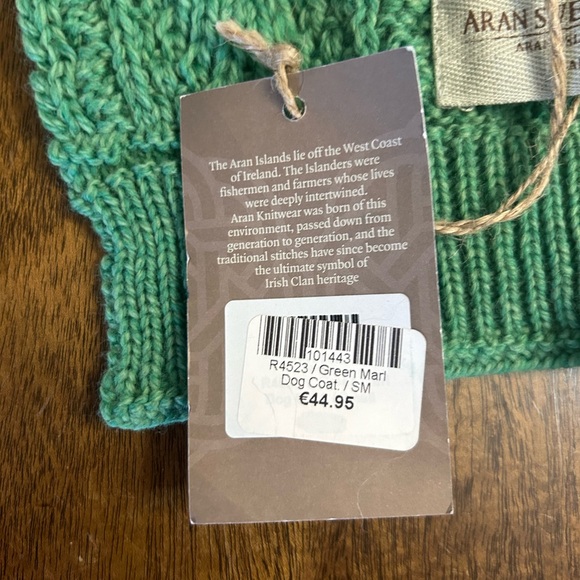 ARAN SWE
ARAN
The Aran Islands lie off the West Coast
of Ireland. The Islanders were
fishermen and farmers whose lives
were deeply intertwined.
Aran Knitwear was born of this
environment, passed down from
generation to generation, and the
traditional stitches have since become
the ultimate symbol of
Irish Clan heritage
101443
R4523 / Green Marl
Dog Coat. / SM
€44.95